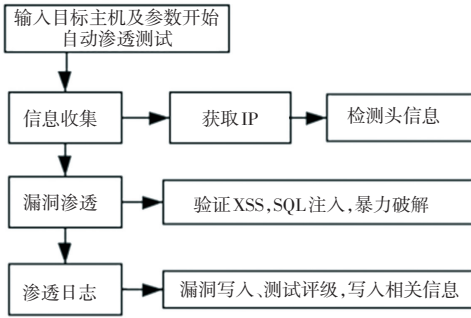 输入目标主机及参数开始
自动渗透测试
信息收集
获取IP
检测头信息
漏洞渗透
验证XSS,SQL注入,暴力破解
渗透日志
漏洞写入、测试评级,写入相关信息